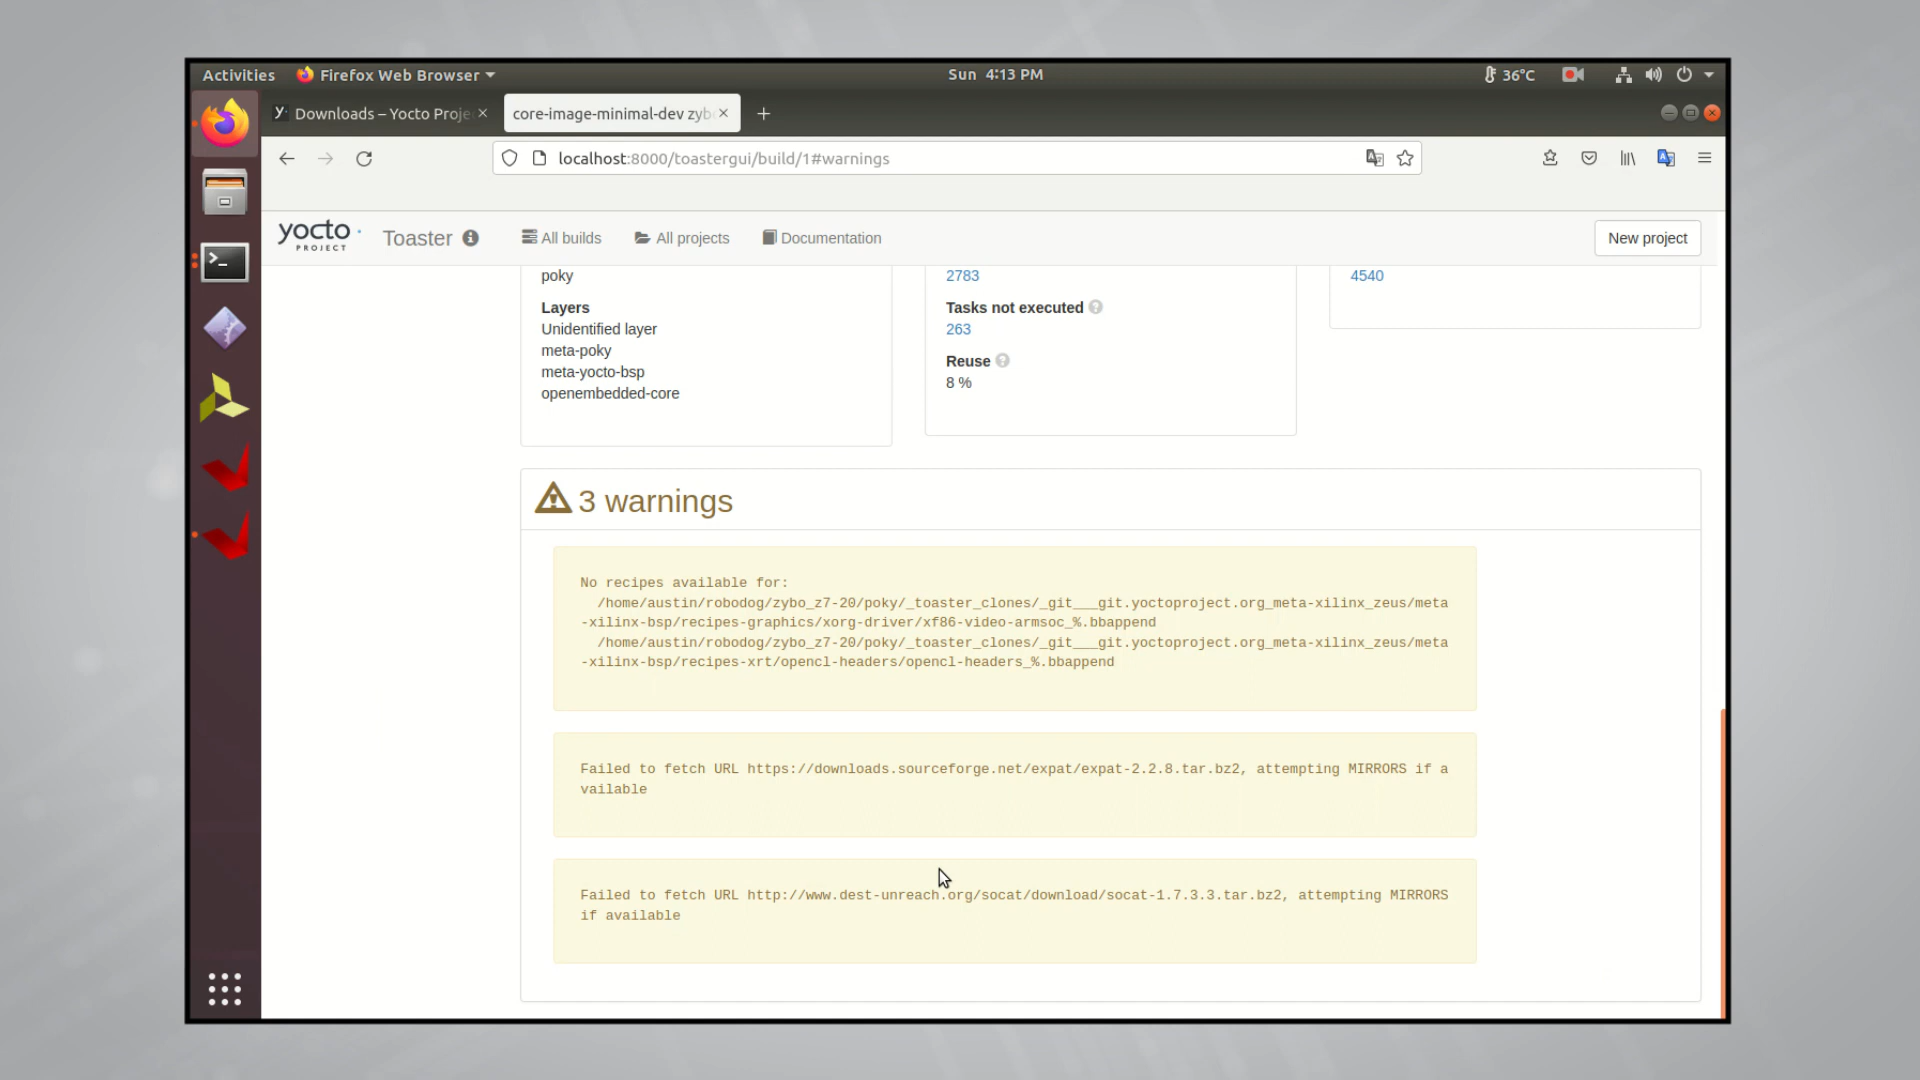 Activities Firefox Web Browser Sun 4:13 PM 36°C
Downloads – Yocto Proje core-image-minimal-dev zyb
localhost:8000/toastergui/build/1#warnings
yocto PROJECT Toaster All builds All projects Documentation New project
poky 2783 4540
Layers Tasks not executed
Unidentified layer 263
meta-poky Reuse
meta-yocto-bsp 8 %
openembedded-core
3 warnings
No recipes available for:
/home/austin/robodog/zybo_z7-20/poky/_toaster_clones/_git___git.yoctoproject.org_meta-xilinx_zeus/meta
-xilinx-bsp/recipes-graphics/xorg-driver/xf86-video-armsoc_%.bbappend
/home/austin/robodog/zybo_z7-20/poky/_toaster_clones/_git___git.yoctoproject.org_meta-xilinx_zeus/meta
-xilinx-bsp/recipes-xrt/opencl-headers/opencl-headers_%.bbappend
Failed to fetch URL https://downloads.sourceforge.net/expat/expat-2.2.8.tar.bz2, attempting MIRRORS if a
vailable
Failed to fetch URL http://www.dest-unreach.org/socat/download/socat-1.7.3.3.tar.bz2, attempting MIRRORS
if available